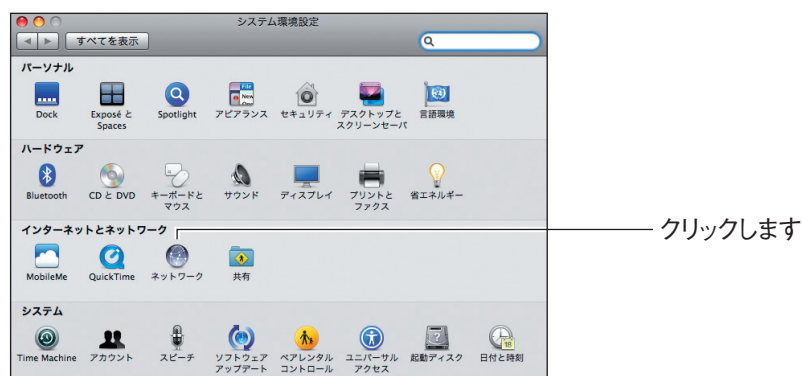 システム環境設定
すべてを表示
パーソナル
Dock
Exposé と
Spaces
Spotlight
アピアランス
セキュリティ
デスクトップと
スクリーンセーバ
言語環境
ハードウェア
Bluetooth
CD と DVD
キーボードと
マウス
サウンド
ディスプレイ
プリントと
ファクス
省エネルギー
インターネットとネットワーク
クリックします
MobileMe
QuickTime
ネットワーク
共有
システム
Time Machine
アカウント
スピーチ
ソフトウェア
アップデート
ペアレンタル
コントロール
ユニバーサル
アクセス
起動ディスク
日付と時刻